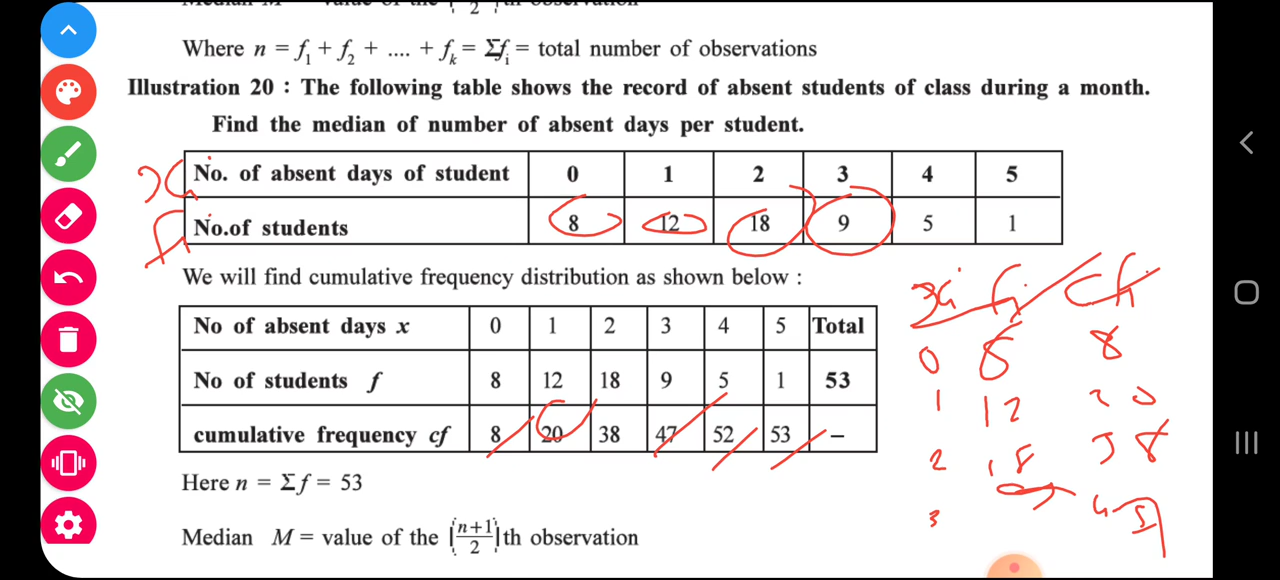 2
Where n = f₁ + f₂ + .... + fₖ = Σfᵢ = total number of observations
Illustration 20 : The following table shows the record of absent students of class during a month.
Find the median of number of absent days per student.
No. of absent days of student 0 1 2 3 4 5
No.of students 8 12 18 9 5 1
We will find cumulative frequency distribution as shown below :
No of absent days x 0 1 2 3 4 5 Total
No of students f 8 12 18 9 5 1 53
cumulative frequency cf 8 20 38 47 52 53 –
Here n = Σf = 53
Median M = value of the (n+1/2)th observation
xi fi cfi
0 8 8
1 12 20
2 18 38
3